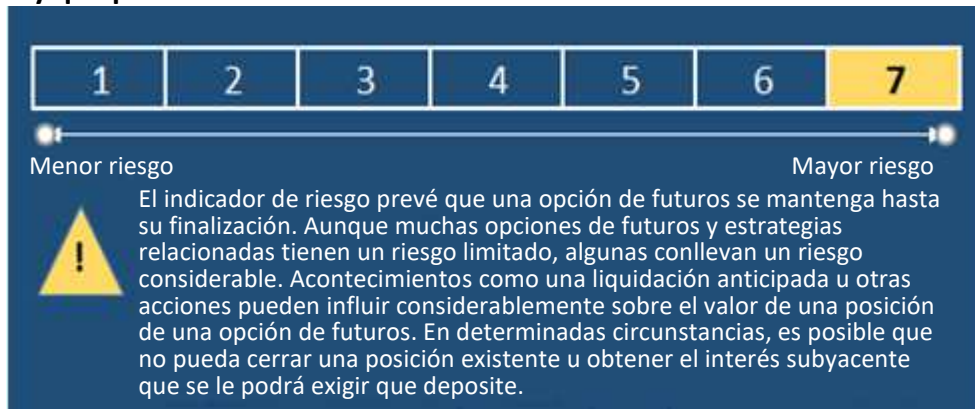 1 2 3 4 5 6 7
Menor riesgo Mayor riesgo
El indicador de riesgo prevé que una opción de futuros se mantenga hasta
su finalización. Aunque muchas opciones de futuros y estrategias
relacionadas tienen un riesgo limitado, algunas conllevan un riesgo
considerable. Acontecimientos como una liquidación anticipada u otras
acciones pueden influir considerablemente sobre el valor de una posición
de una opción de futuros. En determinadas circunstancias, es posible que
no pueda cerrar una posición existente u obtener el interés subyacente
que se le podrá exigir que deposite.
!